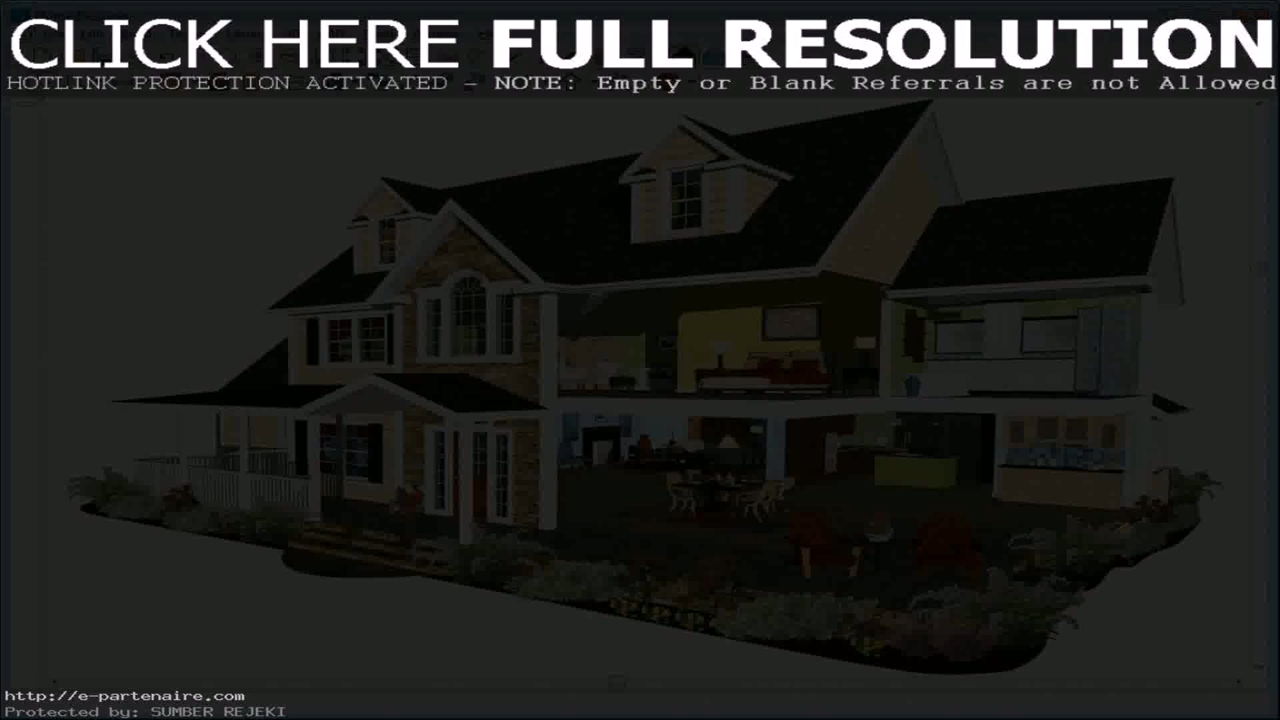 CLICK HERE FULL RESOLUTION
HOTLINK PROTECTION ACTIVATED - NOTE: Empty or Blank Referrals are not Allowed
http://e-partenaire.com
Protected by: SUMBER REJEKI